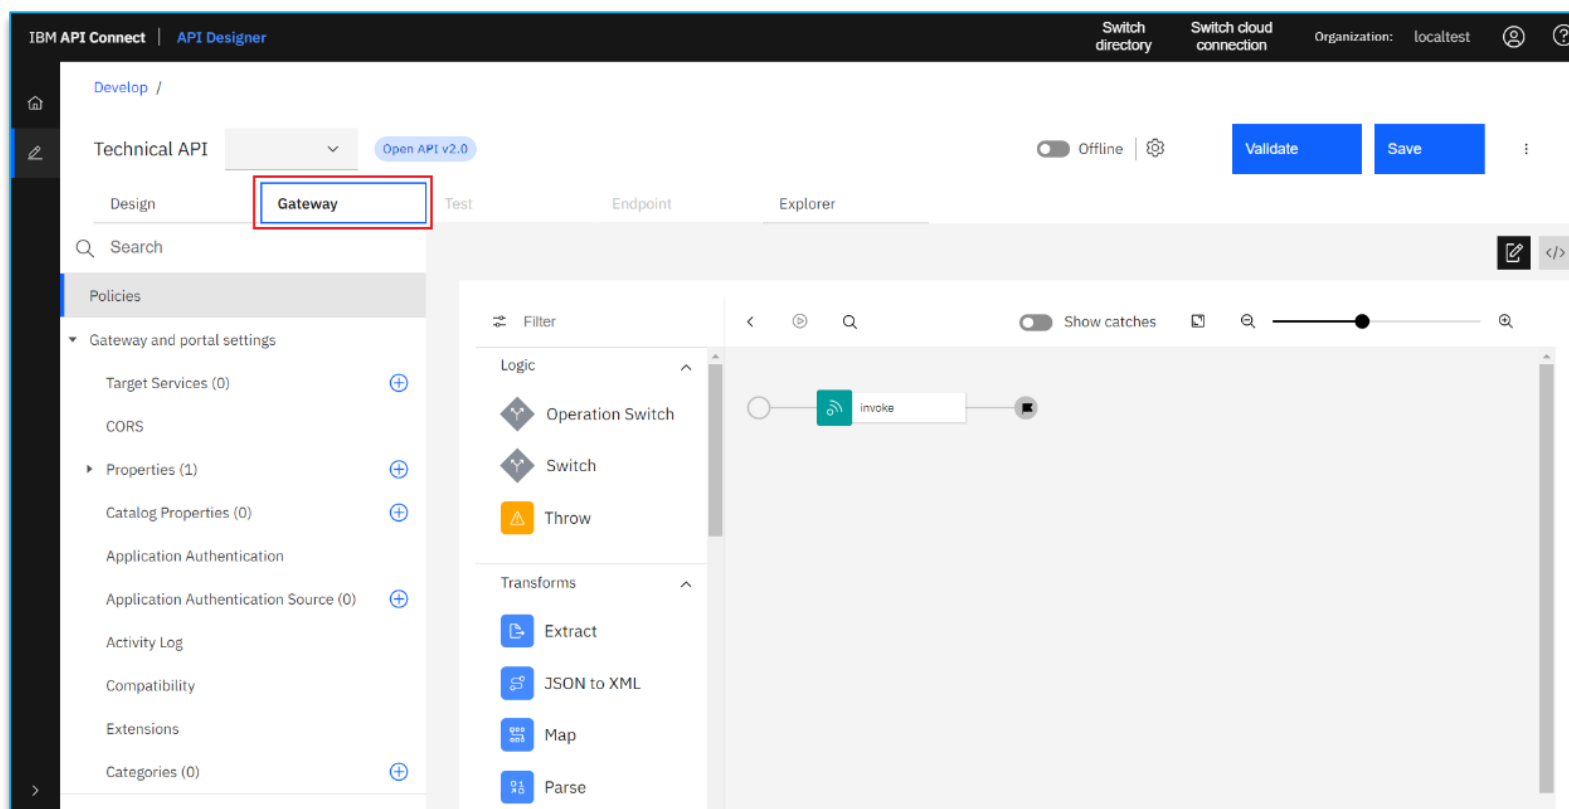 IBM API Connect | API Designer
Switch directory
Switch cloud connection
Organization: localtest
Develop /
Technical API
Open API v2.0
Offline
Validate
Save
Design
Gateway
Test
Endpoint
Explorer
Search
Policies
Gateway and portal settings
Target Services (0)
CORS
Properties (1)
Catalog Properties (0)
Application Authentication
Application Authentication Source (0)
Activity Log
Compatibility
Extensions
Categories (0)
Filter
Show catches
Logic
Operation Switch
Switch
Throw
Transforms
Extract
JSON to XML
Map
Parse
invoke